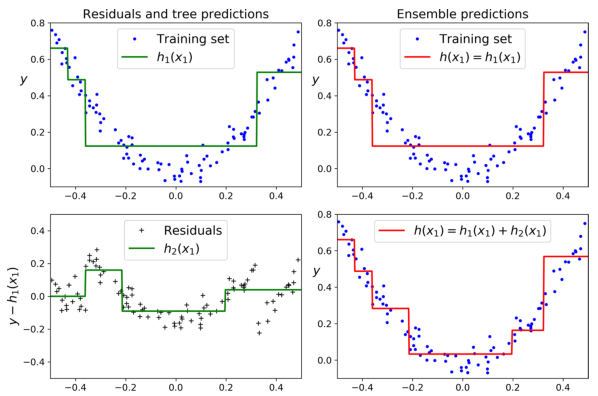 Residuals and tree predictions
Ensemble predictions
0.8
0.6
0.4
0.2
0.0
y
Training set
h₁(x₁)
−0.4 −0.2 0.0 0.2 0.4
0.8
0.6
0.4
0.2
0.0
y
Training set
h(x₁) = h₁(x₁)
−0.4 −0.2 0.0 0.2 0.4
0.4
0.2
0.0
−0.2
−0.4
y − h₁(x₁)
Residuals
h₂(x₁)
−0.4 −0.2 0.0 0.2 0.4
0.8
0.6
0.4
0.2
0.0
y
h(x₁) = h₁(x₁) + h₂(x₁)
−0.4 −0.2 0.0 0.2 0.4